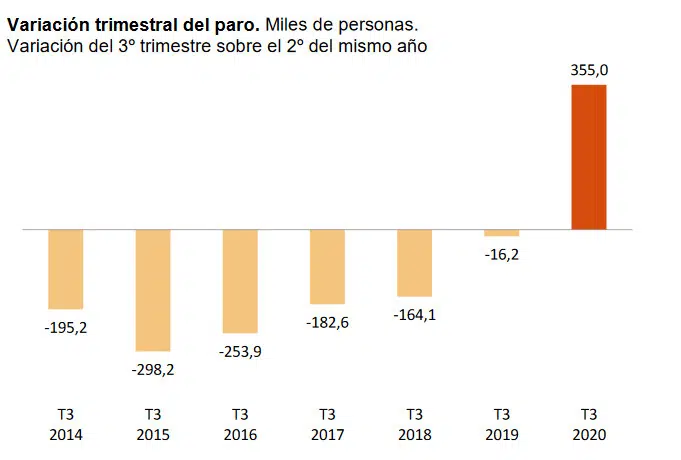 Variación trimestral del paro. Miles de personas.
Variación del 3º trimestre sobre el 2º del mismo año
355,0
-16,2
-195,2
-298,2
-253,9
-182,6
-164,1
T3 T3 T3 T3 T3 T3 T3
2014 2015 2016 2017 2018 2019 2020